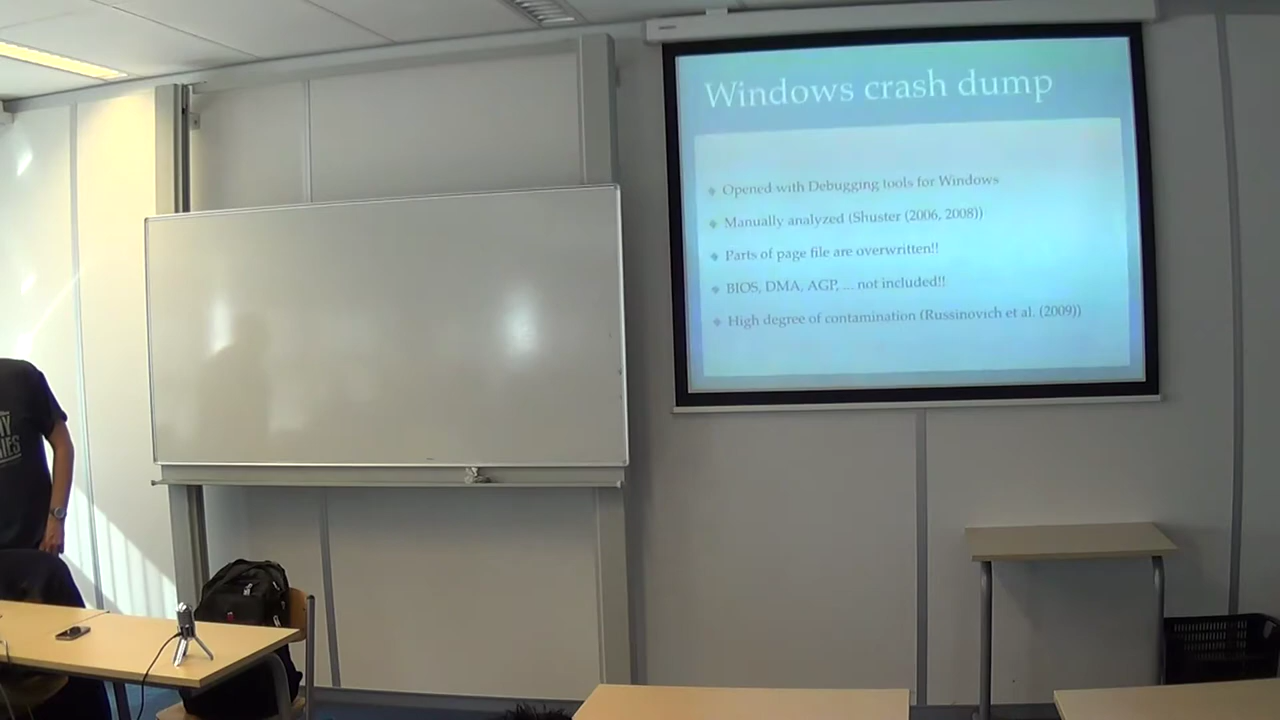 Windows crash dump
Opened with Debugging tools for Windows
Manually analyzed (Shuster (2006, 2008))
Parts of page file are overwritten!!
BIOS, DMA, AGP, ... not included!!
High degree of contamination (Russinovich et al. (2009))